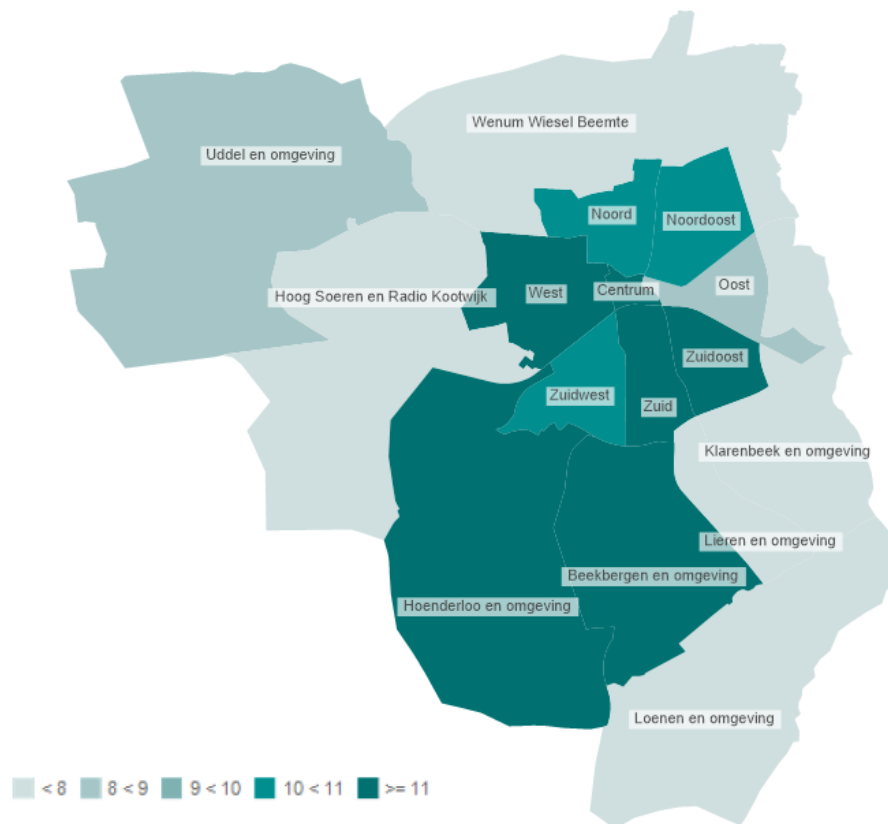 Wenum Wiesel Beemte
Uddel en omgeving
Noord
Noordoost
Oost
Hoog Soeren en Radio Kootwijk
West
Centrum
Zuidoost
Zuidwest
Zuid
Klarenbeek en omgeving
Lieren en omgeving
Beekbergen en omgeving
Hoenderloo en omgeving
Loenen en omgeving
< 8 8 < 9 9 < 10 10 < 11 >= 11